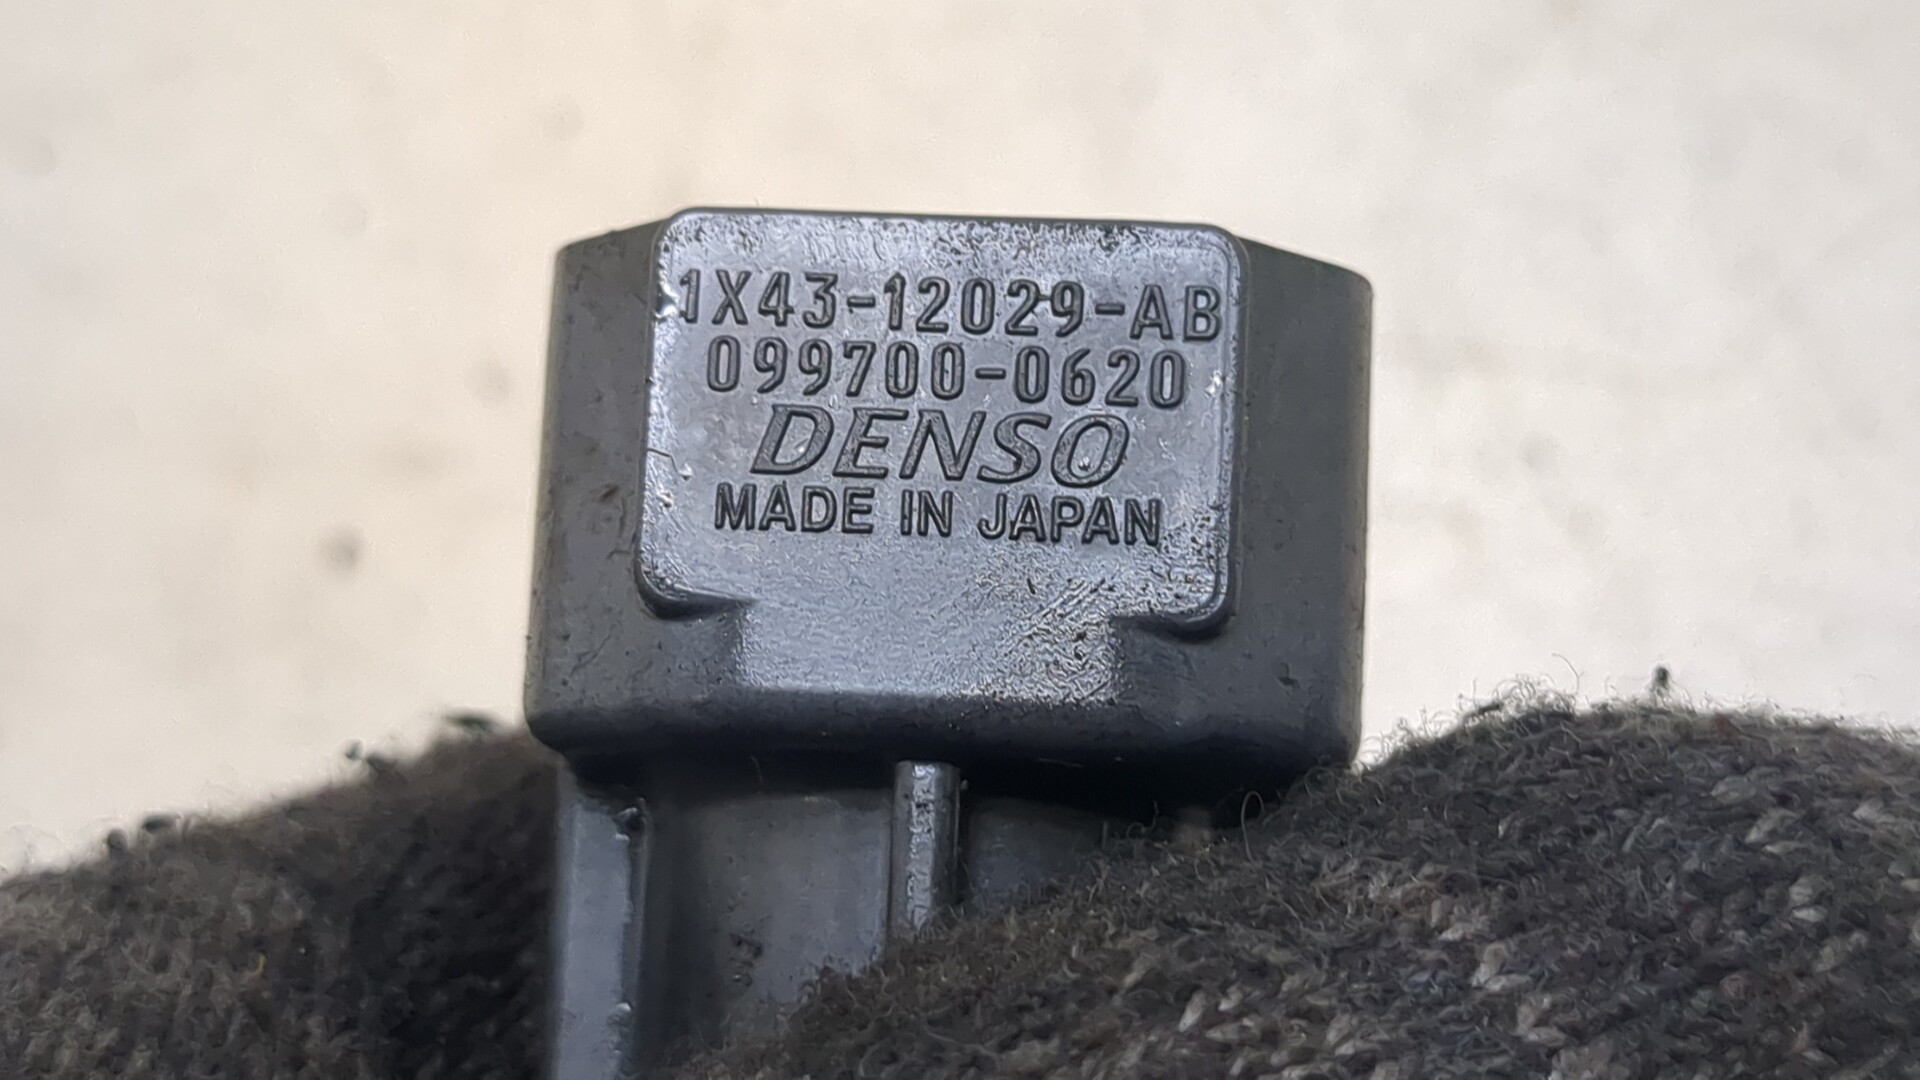 1X43-12029-AB
099700-0620
DENSO
MADE IN JAPAN